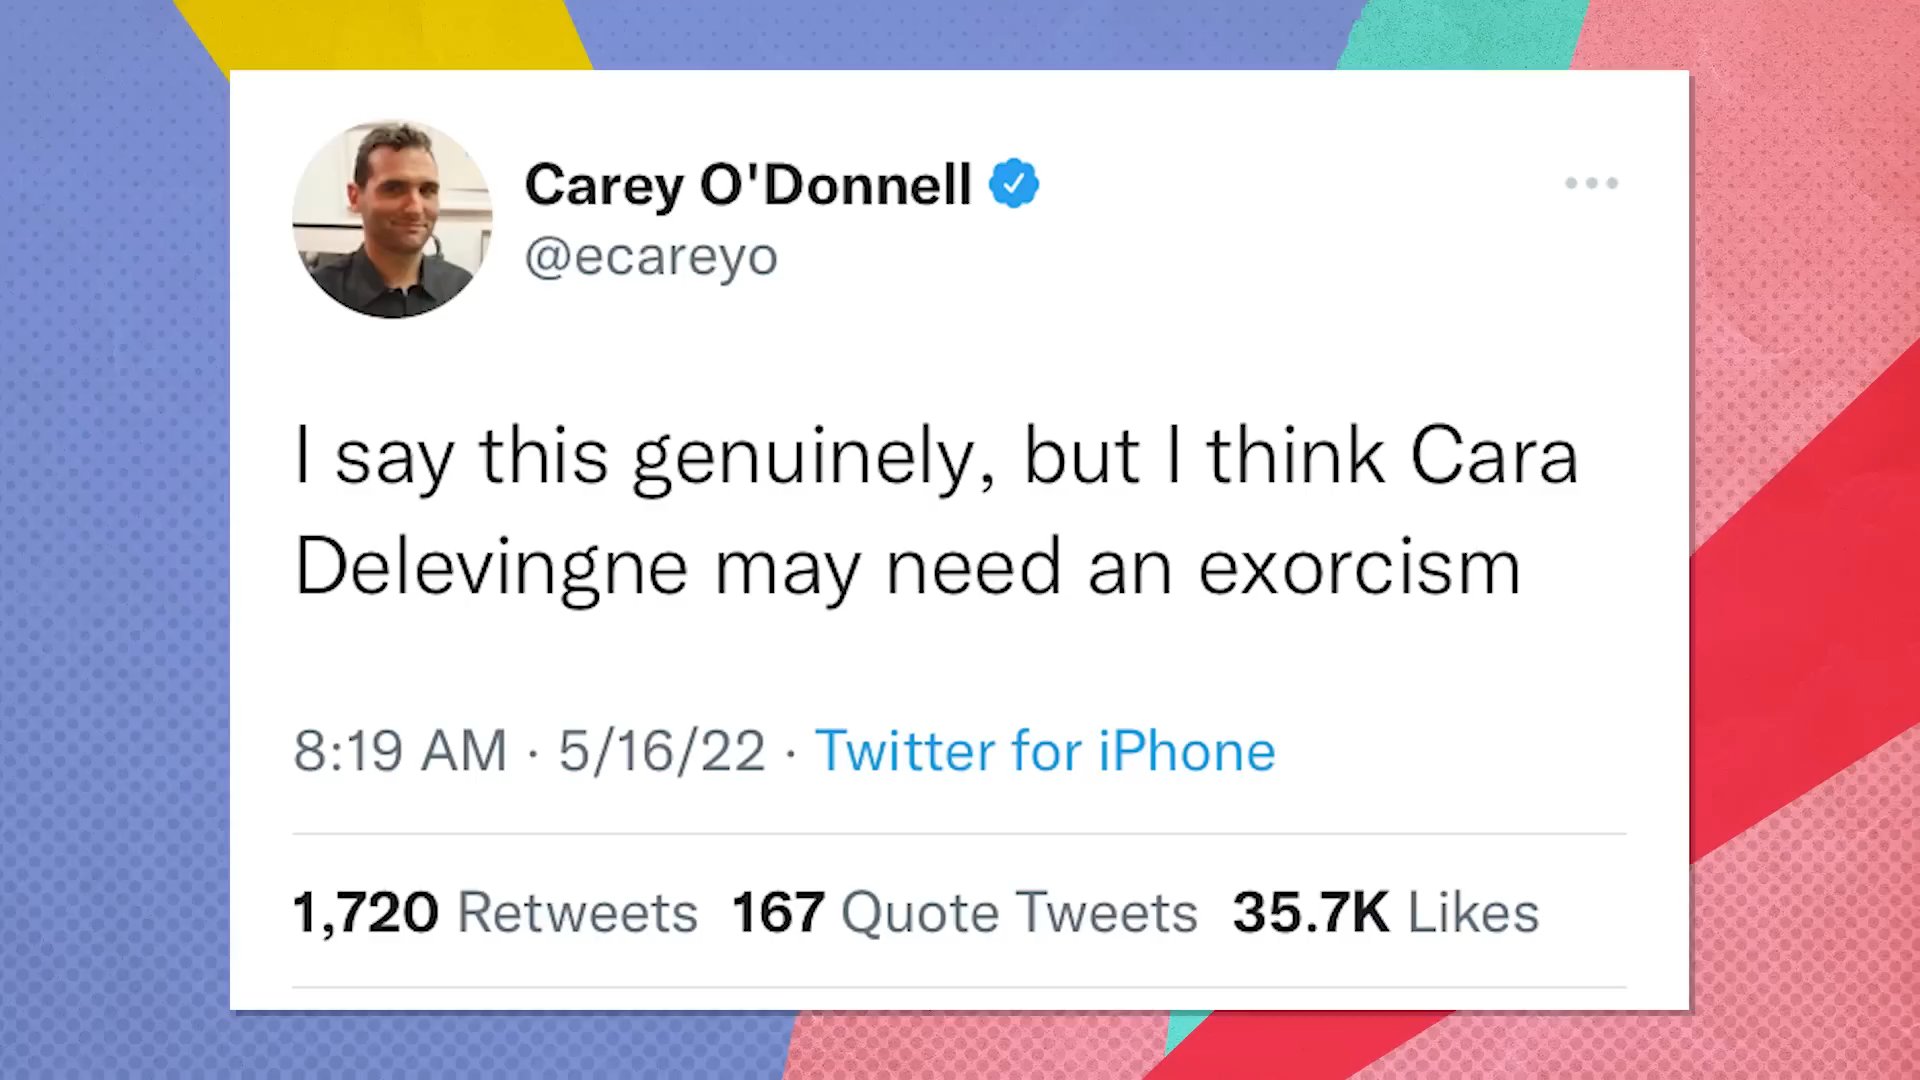 Carey O'Donnell
@ecareyo
I say this genuinely, but I think Cara
Delevingne may need an exorcism
8:19 AM · 5/16/22 · Twitter for iPhone
1,720 Retweets 167 Quote Tweets 35.7K Likes